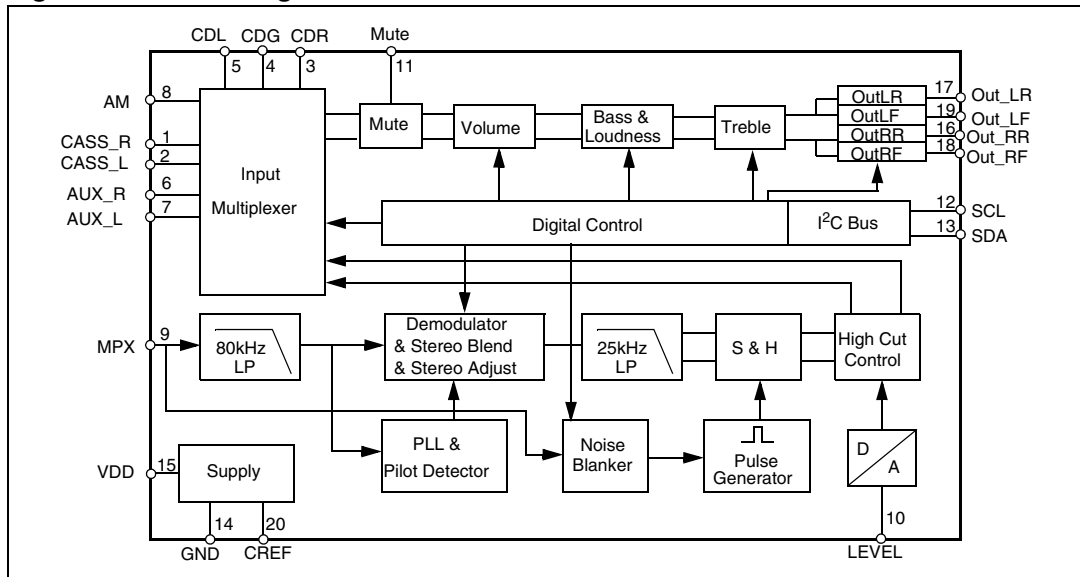 CDL CDG CDR Mute
5 4 3 11
AM 8
CASS_R 1
CASS_L 2
AUX_R 6
AUX_L 7
Input
Multiplexer
Mute
Volume
Bass &
Loudness
Treble
OutLR
OutLF
OutRR
OutRF
17 Out_LR
19 Out_LF
16 Out_RR
18 Out_RF
Digital Control
I²C Bus
12 SCL
13 SDA
MPX 9
80kHz
LP
Demodulator
& Stereo Blend
& Stereo Adjust
25kHz
LP
S & H
High Cut
Control
PLL &
Pilot Detector
Noise
Blanker
Pulse
Generator
D
A
VDD 15
Supply
14 20
GND CREF
10
LEVEL